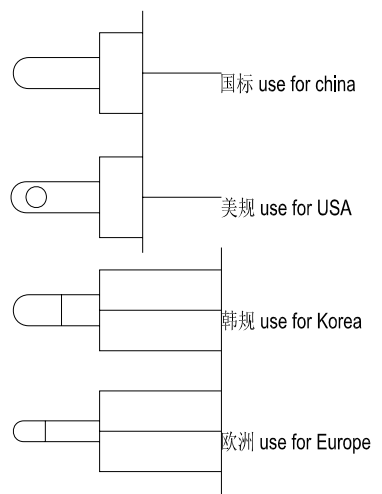 国标 use for china
美规 use for USA
韩规 use for Korea
欧洲 use for Europe